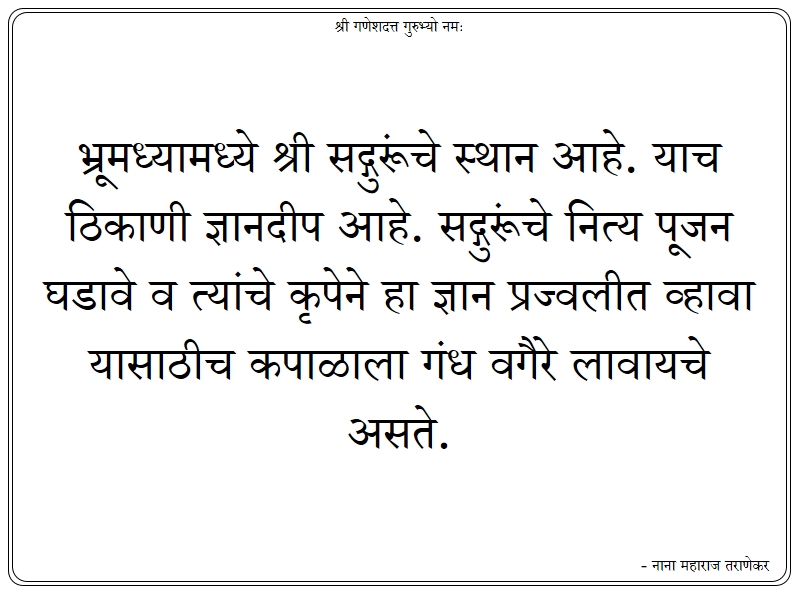 श्री गणेशदत्त गुरुभ्यो नमः
भ्रूमध्यामध्ये श्री सद्गुरूंचे स्थान आहे. याच
ठिकाणी ज्ञानदीप आहे. सद्गुरूंचे नित्य पूजन
घडावे व त्यांचे कृपेने हा ज्ञान प्रज्वलीत व्हावा
यासाठीच कपाळाला गंध वगैरे लावायचे
असते.
- नाना महाराज तराणेकर